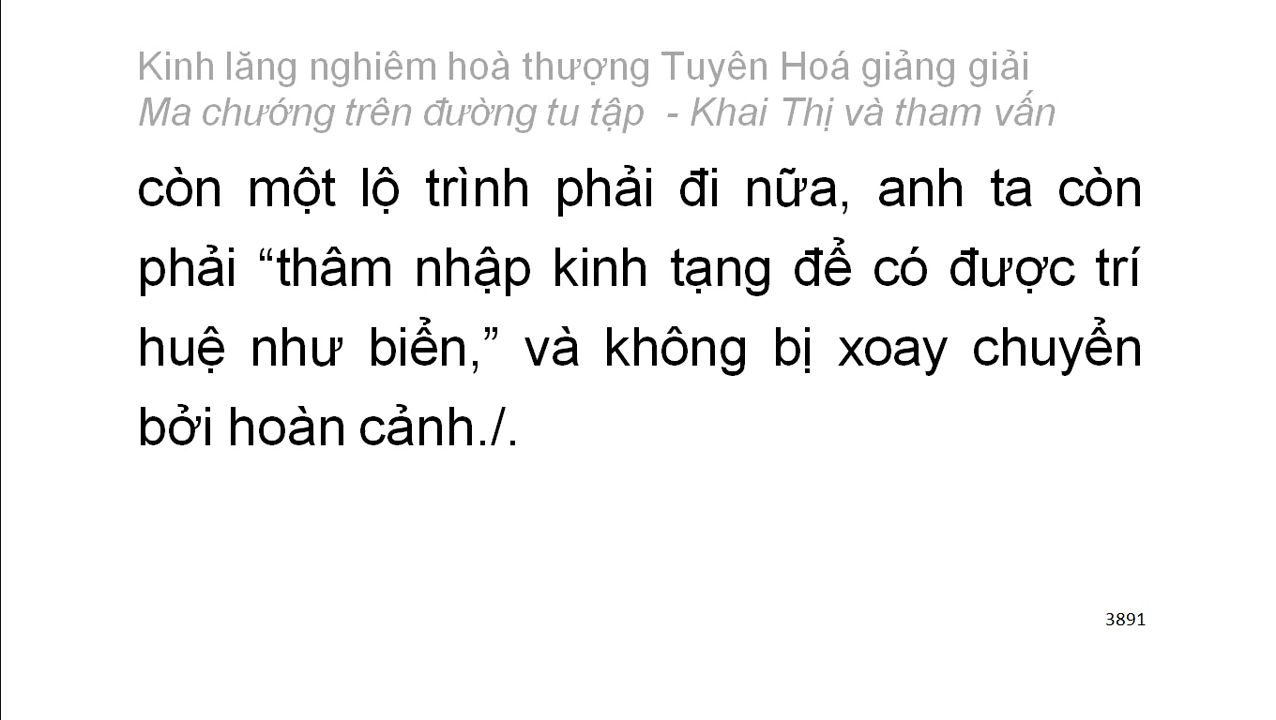 Kinh lăng nghiêm hoà thượng Tuyên Hoá giảng giải
Ma chướng trên đường tu tập - Khai Thị và tham vấn
còn một lộ trình phải đi nữa, anh ta còn
phải “thâm nhập kinh tạng để có được trí
huệ như biển,” và không bị xoay chuyển
bởi hoàn cảnh./.
3891